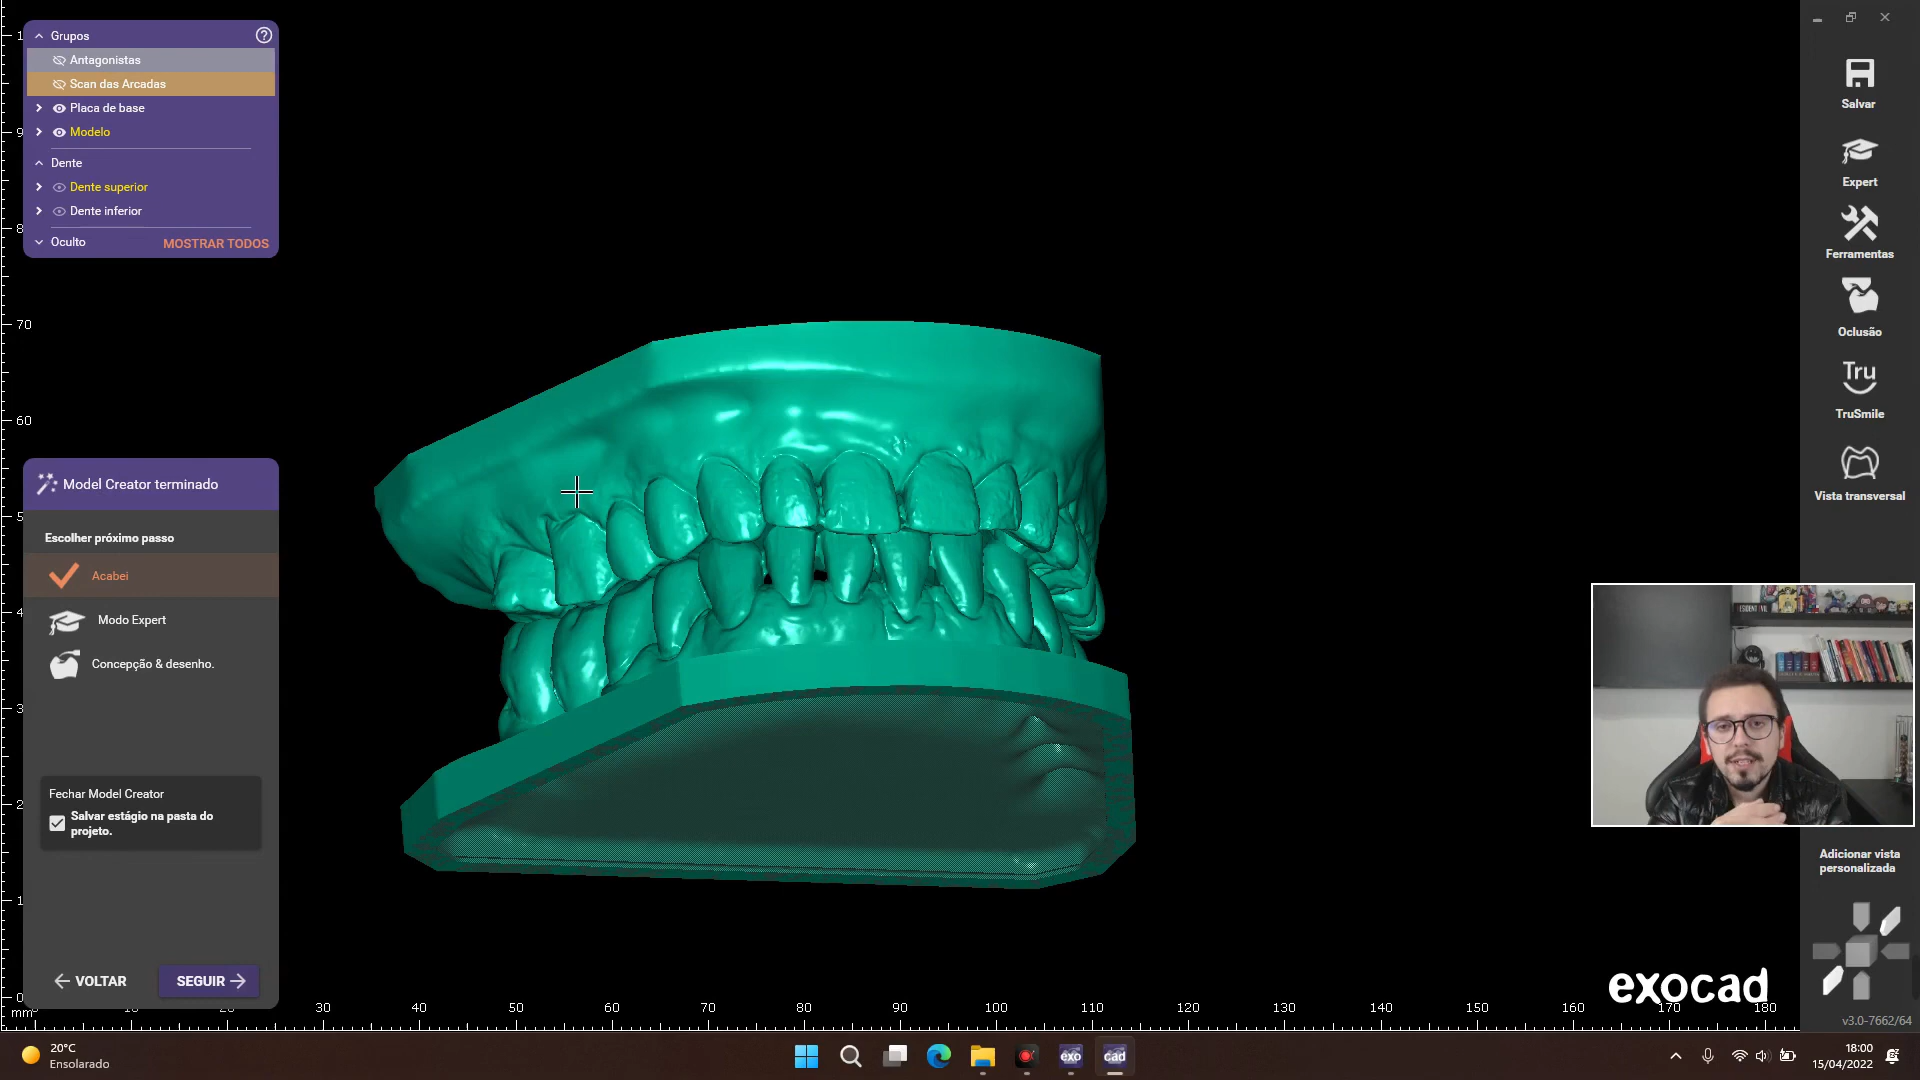 Grupos
Antagonistas
Scan das Arcadas
Placa de base
Modelo
Dente
Dente superior
Dente inferior
Oculto
MOSTRAR TODOS
Model Creator terminado
Escolher próximo passo
Acabei
Modo Expert
Concepção & desenho.
Fechar Model Creator
Salvar estágio na pasta do
projeto.
VOLTAR
SEGUIR
70
60
mm
30 40 50 60 70 80 90 100 110 120 130 140 150 160 170 180
Salvar
Expert
Ferramentas
Oclusão
Tru
TruSmile
Vista transversal
RESIDENT EVIL
Adicionar vista
personalizada
exocad
v3.0-7662/64
20°C
Ensolarado
exo
cad
18:00
15/04/2022